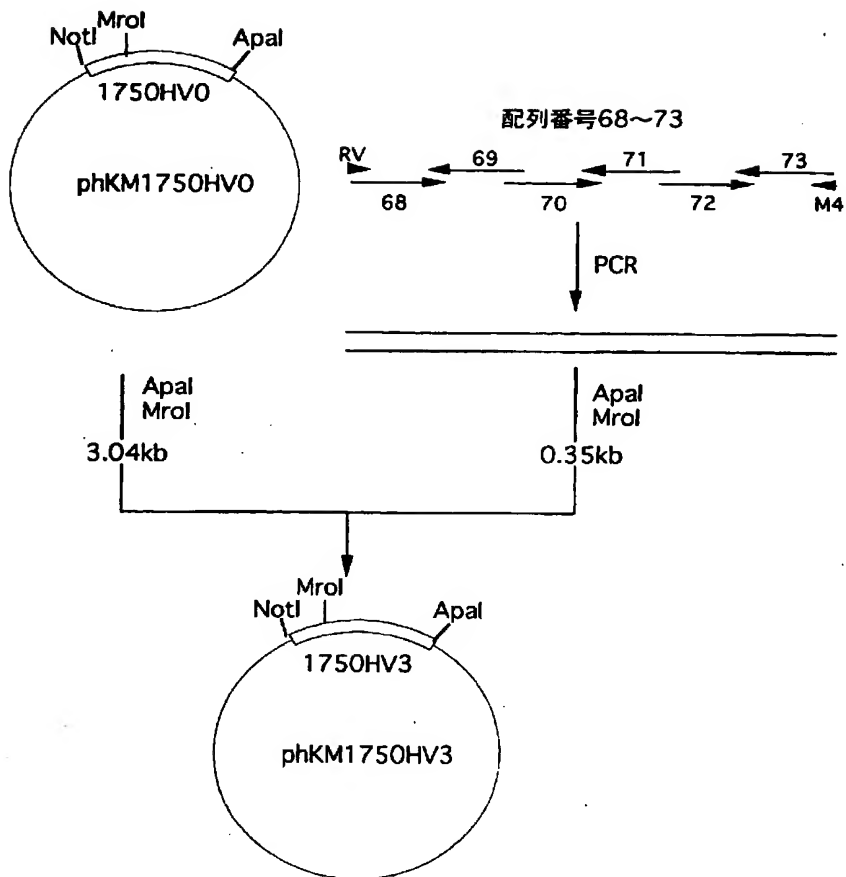 MroI
NotI
ApaI
1750HV0
phKM1750HV0
配列番号68～73
RV
69
71
73
68
70
72
M4
PCR
ApaI
MroI
3.04kb
ApaI
MroI
0.35kb
MroI
NotI
ApaI
1750HV3
phKM1750HV3